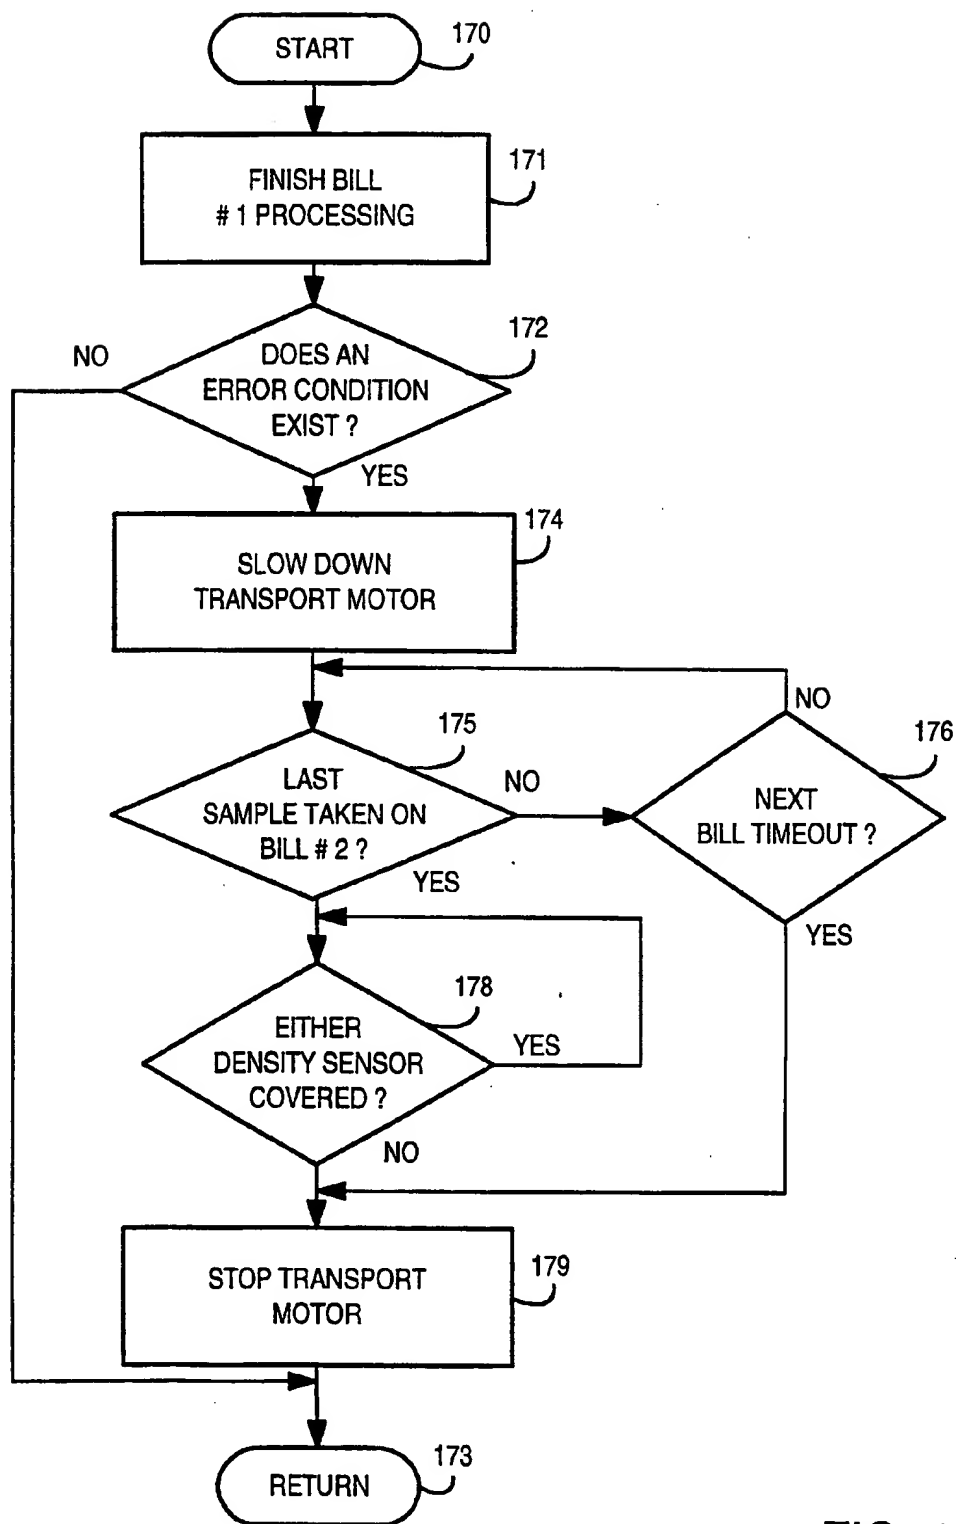 START
170
FINISH BILL
# 1 PROCESSING
171
DOES AN
ERROR CONDITION
EXIST ?
172
NO
YES
SLOW DOWN
TRANSPORT MOTOR
174
LAST
SAMPLE TAKEN ON
BILL # 2 ?
175
NO
YES
NEXT
BILL TIMEOUT ?
176
NO
YES
EITHER
DENSITY SENSOR
COVERED ?
178
YES
NO
STOP TRANSPORT
MOTOR
179
RETURN
173